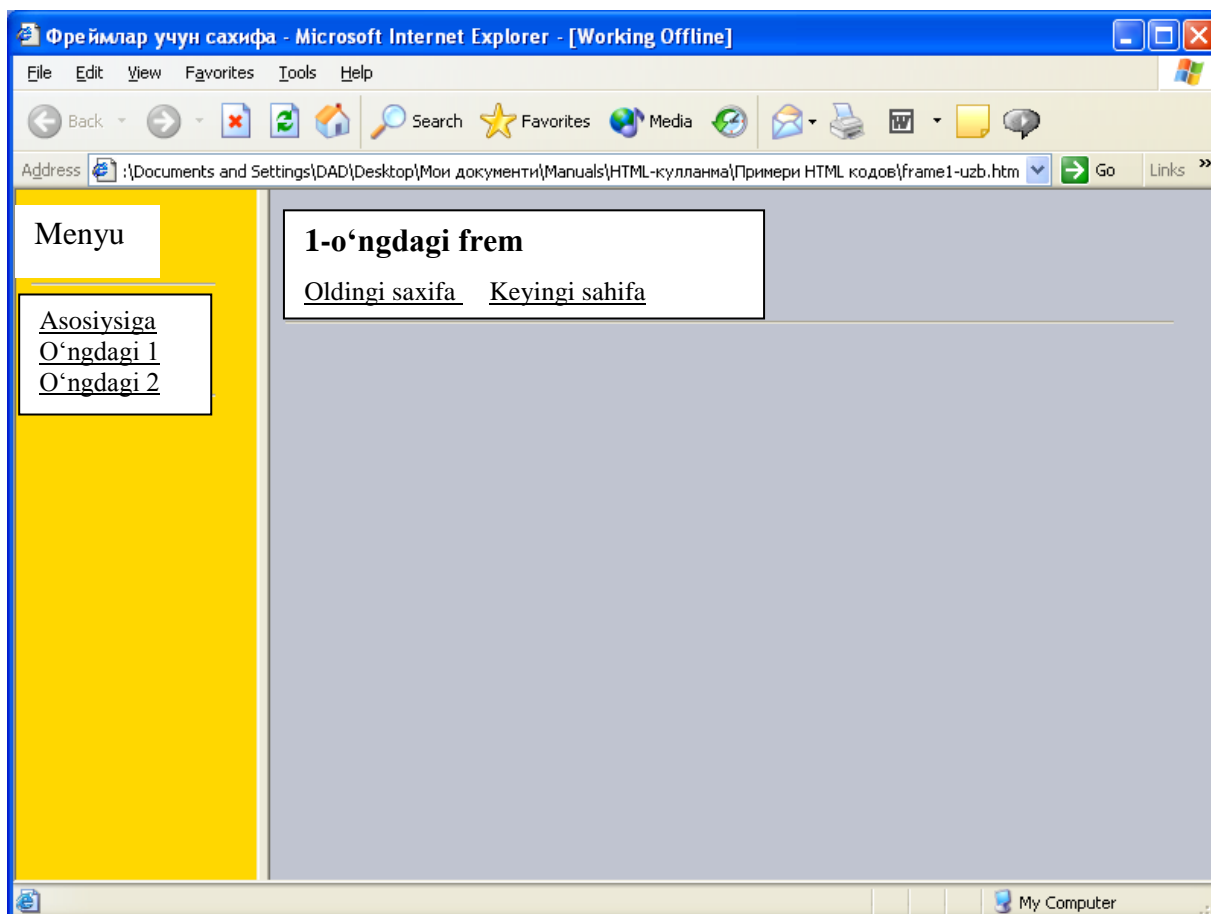 Фреймлар учун сахифа - Microsoft Internet Explorer - [Working Offline]
File Edit View Favorites Tools Help
Back Search Favorites Media
Address :\Documents and Settings\DAD\Desktop\Мои документи\Manuals\HTML-кулланма\Примери HTML кодов\frame1-uzb.htm Go Links »
Menyu
Asosiysiga
O‘ngdagi 1
O‘ngdagi 2
1-o‘ngdagi frem
Oldingi saxifa Keyingi sahifa
My Computer